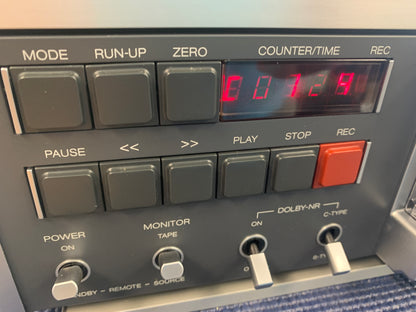 MODE RUN-UP ZERO COUNTER/TIME REC
PAUSE << >> PLAY STOP REC
POWER MONITOR DOLBY-NR
ON TAPE ON C-TYPE
REMOTE - SOURCE